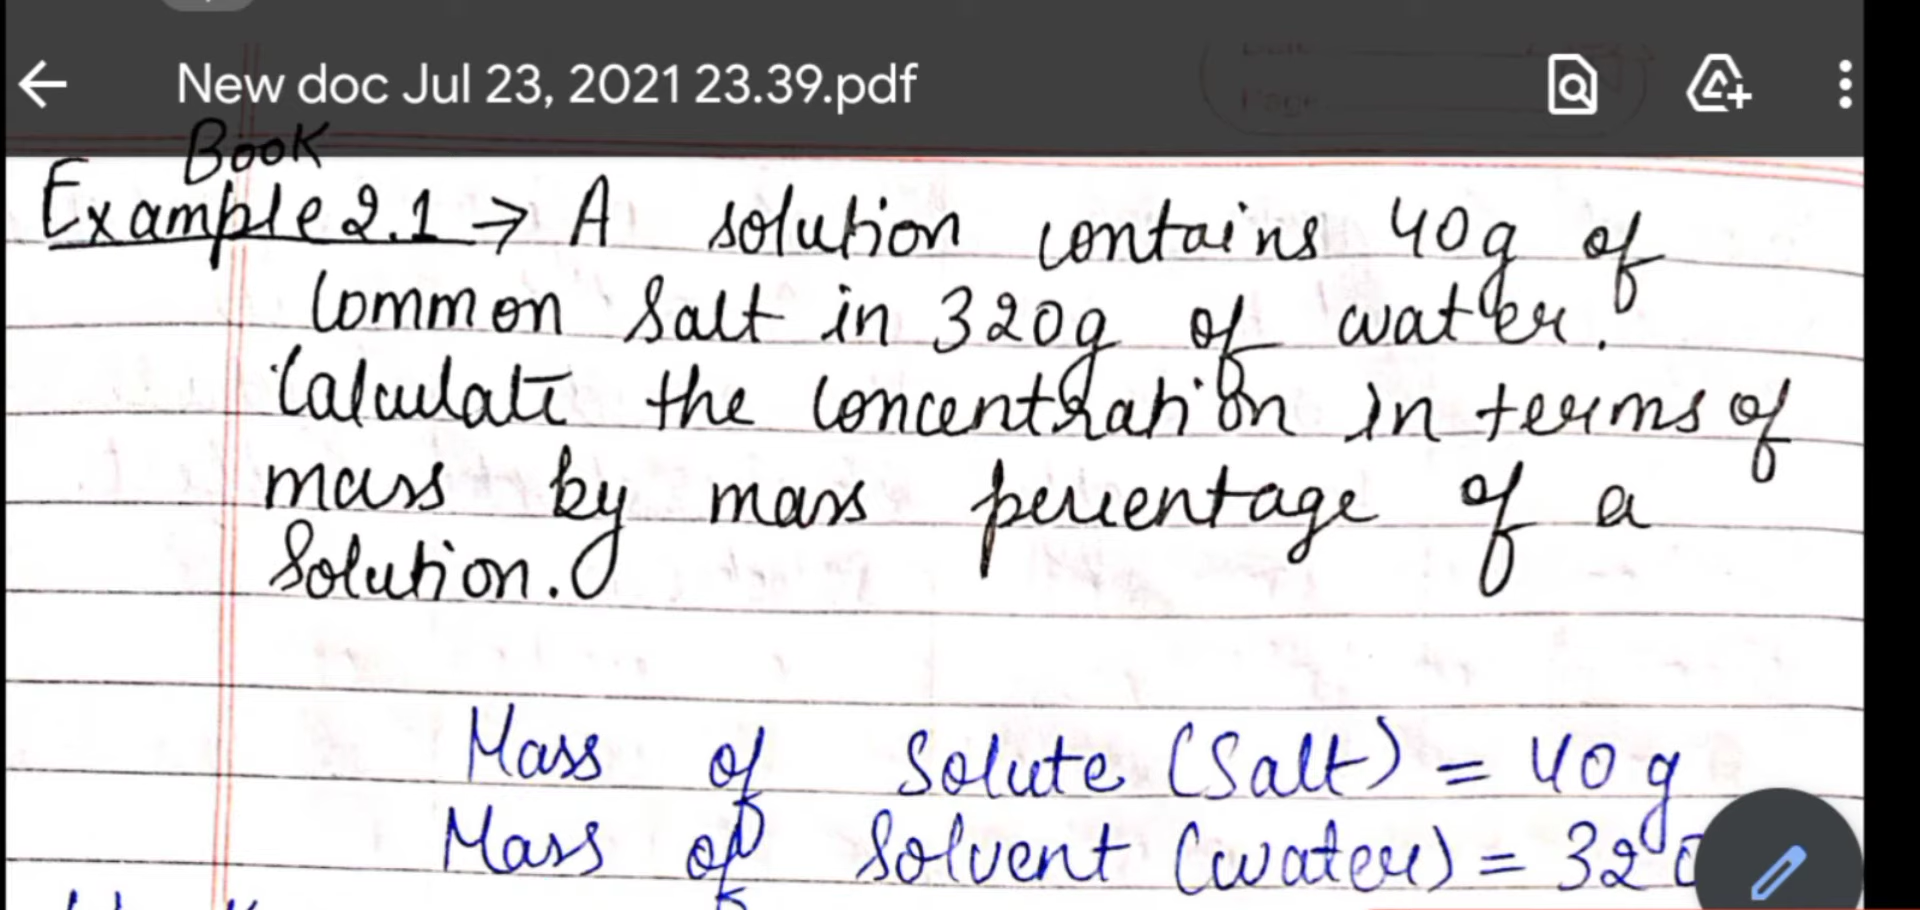 New doc Jul 23, 2021 23.39.pdf
Book
Example 2.1 → A solution contains 40g of
common salt in 320g of water.
Calculate the concentration in terms of
mass by mass percentage of a
solution.
Mass of solute (salt) = 40 g
Mass of solvent (water) = 320